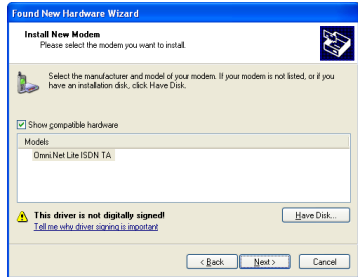 Found New Hardware Wizard
Install New Modem
Please select the modem you want to install.
Select the manufacturer and model of your modem. If your modem is not listed, or if you
have an installation disk, click Have Disk.
Show compatible hardware
Models
Omni.Net Lite ISDN TA
This driver is not digitally signed!
Tell me why driver signing is important
Have Disk...
< Back
Next >
Cancel